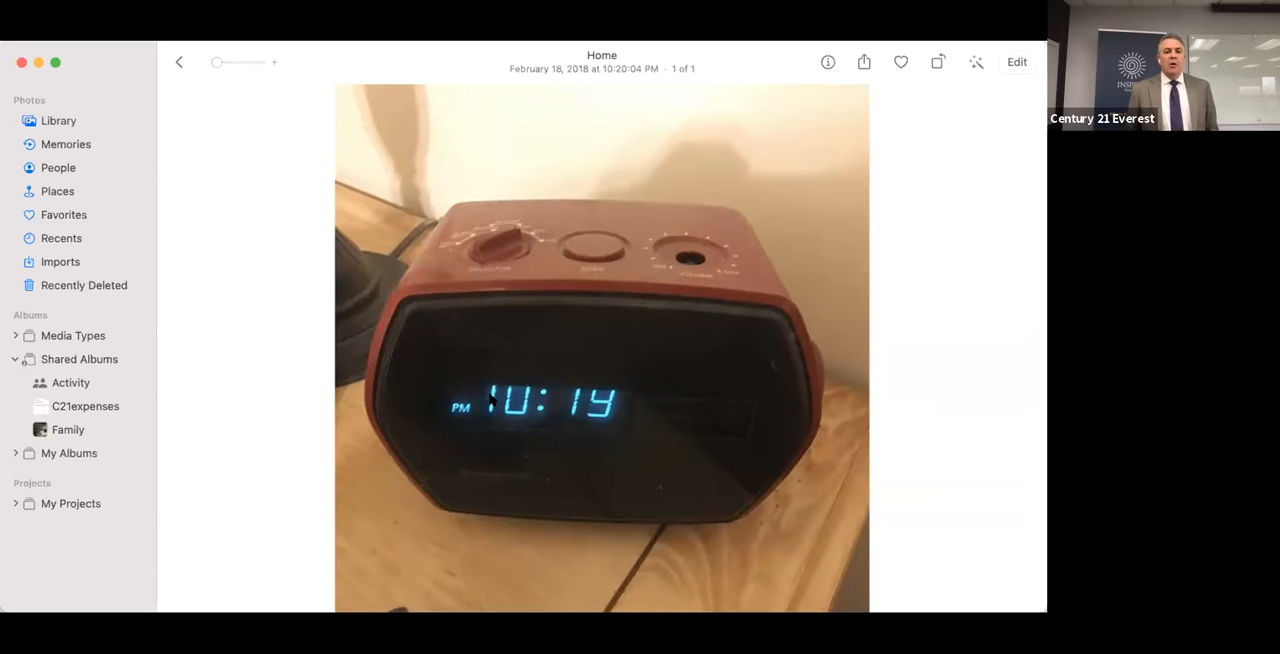 Home
February 18, 2018 at 10:20:04 PM · 1 of 1
Edit
Photos
Library
Memories
People
Places
Favorites
Recents
Imports
Recently Deleted
Albums
Media Types
Shared Albums
Activity
C21expenses
Family
My Albums
Projects
My Projects
VOLUME
PM 10:19
Century 21 Everest